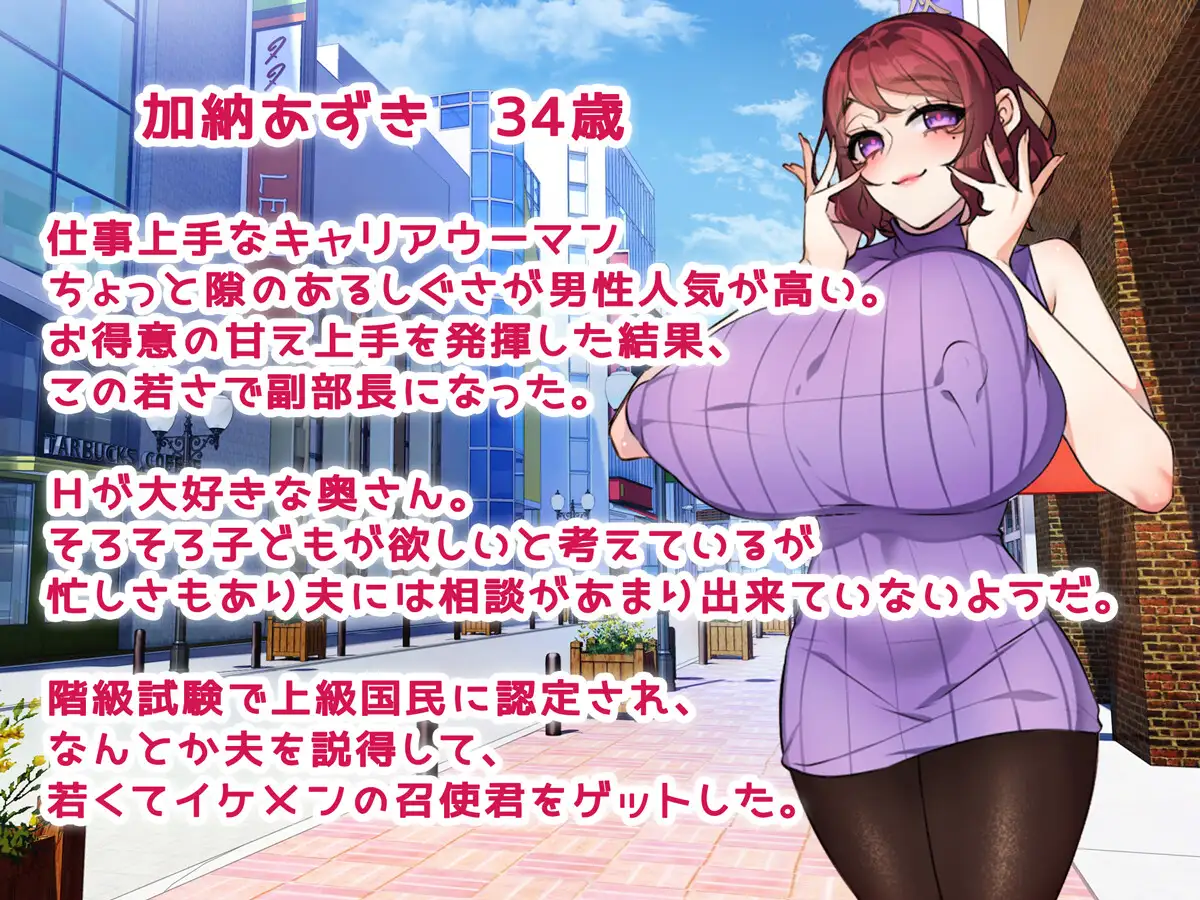 加納あずき 34歳
仕事上手なキャリアウーマン
ちょっと隙のあるしぐさが男性人気が高い。
お得意の甘え上手を発揮した結果、
この若さで副部長になった。
Hが大好きな奥さん。
そろそろ子どもが欲しいと考えているが
忙しさもあり夫には相談があまり出来ていないようだ。
階級試験で上級国民に認定され、
なんとか夫を説得して、
若くてイケメンの召使君をゲットした。
TARBUCKS COFFEE
LE